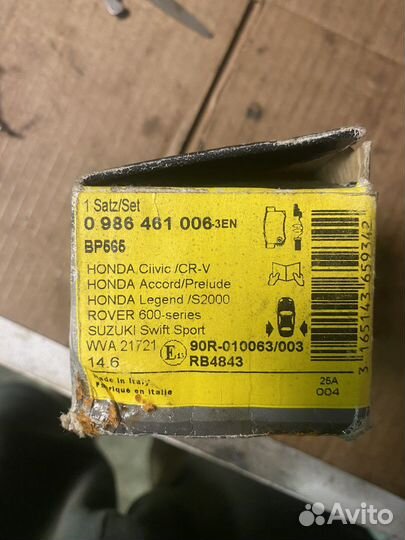 1 Satz/Set
0 986 461 006-3EN
BP565
HONDA Ciivic /CR-V
HONDA Accord/Prelude
HONDA Legend /S2000
ROVER 600-series
SUZUKI Swift Sport
WVA 21721 E 90R-010063/003
14.6 RB4843
Made in Italy
Fabriqué en Italie
25A
004
3 165143 659342
Avito